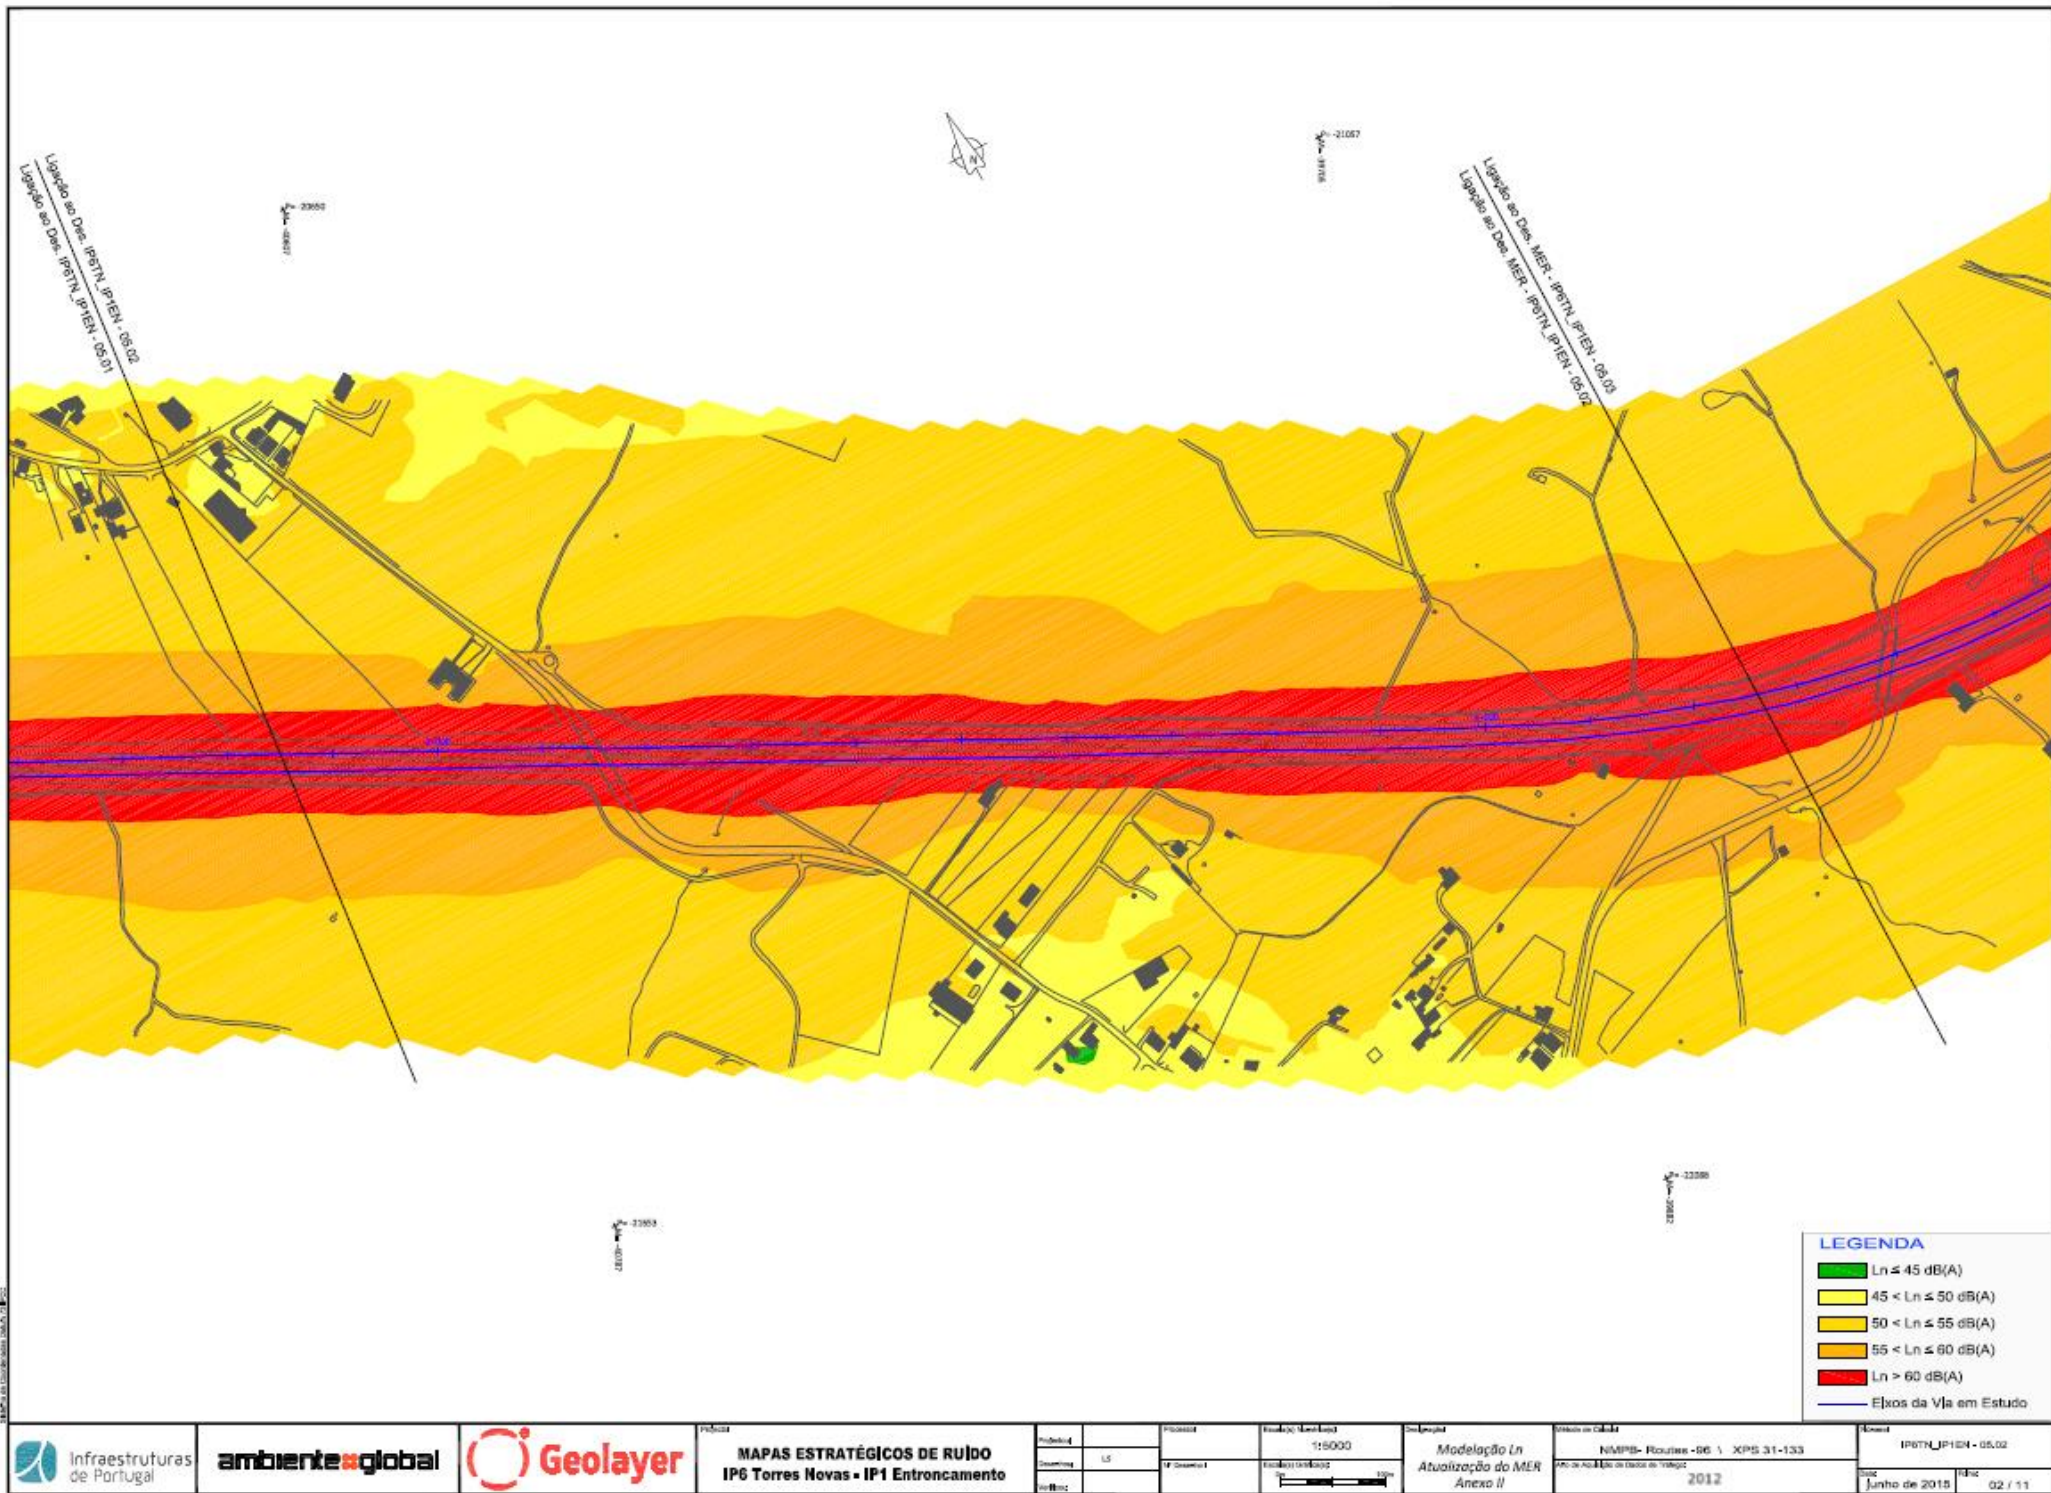 Ligação ao Des. IP6TN_IP1EN - 05.02
Ligação ao Des. IP6TN_IP1EN - 05.01
P= -20650
N
P= -21057
Ligação ao Des. MER - IP6TN_IP1EN - 05.03
Ligação ao Des. MER - IP6TN_IP1EN - 05.02
LEGENDA
Ln ≤ 45 dB(A)
45 < Ln ≤ 50 dB(A)
50 < Ln ≤ 55 dB(A)
55 < Ln ≤ 60 dB(A)
Ln > 60 dB(A)
Eixos da Via em Estudo
Infraestruturas
de Portugal
ambiente global
Geolayer
MAPAS ESTRATÉGICOS DE RUÍDO
IP6 Torres Novas - IP1 Entroncamento
LS
1:5000
Modelação Ln
Atualização do MER
Anexo II
NMPB- Routes -96 \ XPS 31-133
2012
IP6TN_IP1EN - 05.02
Junho de 2015
02 / 11